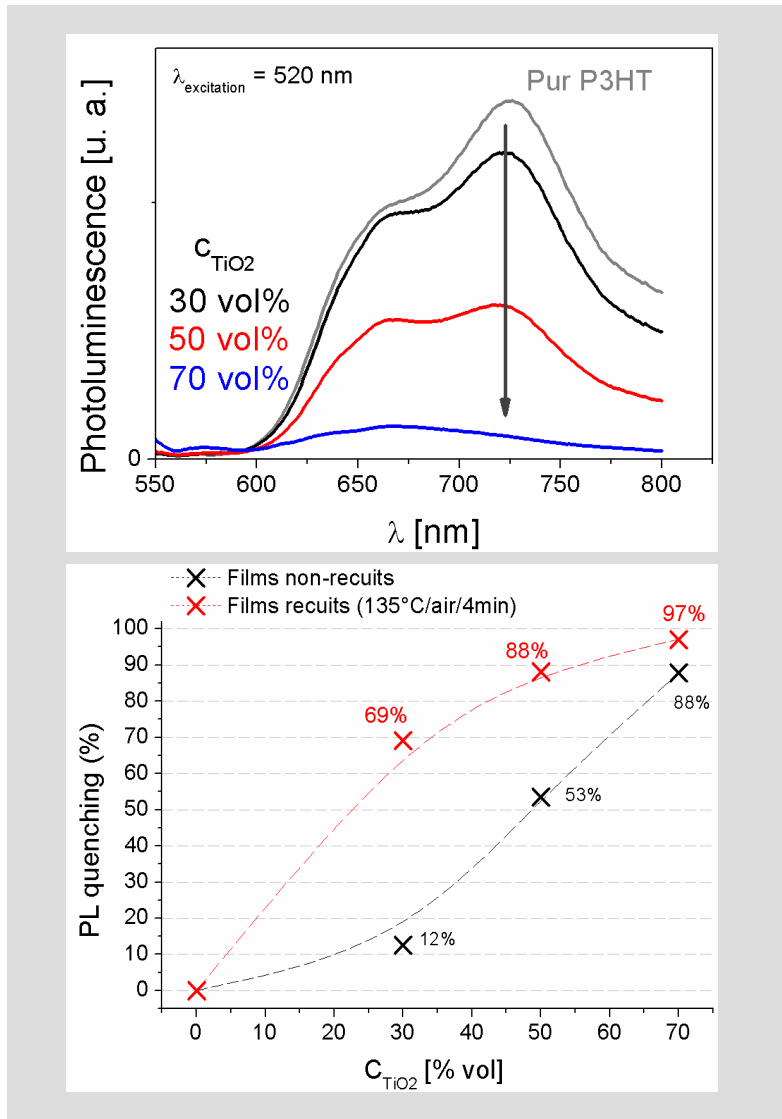 λexcitation = 520 nm
Pur P3HT
Photoluminescence [u. a.]
CTiO2
30 vol%
50 vol%
70 vol%
0
550 600 650 700 750 800
λ [nm]
Films non-recuits
Films recuits (135°C/air/4min)
PL quenching (%)
100
90
80
70
60
50
40
30
20
10
0
97%
88%
69%
88%
53%
12%
0 10 20 30 40 50 60 70
CTiO2 [% vol]